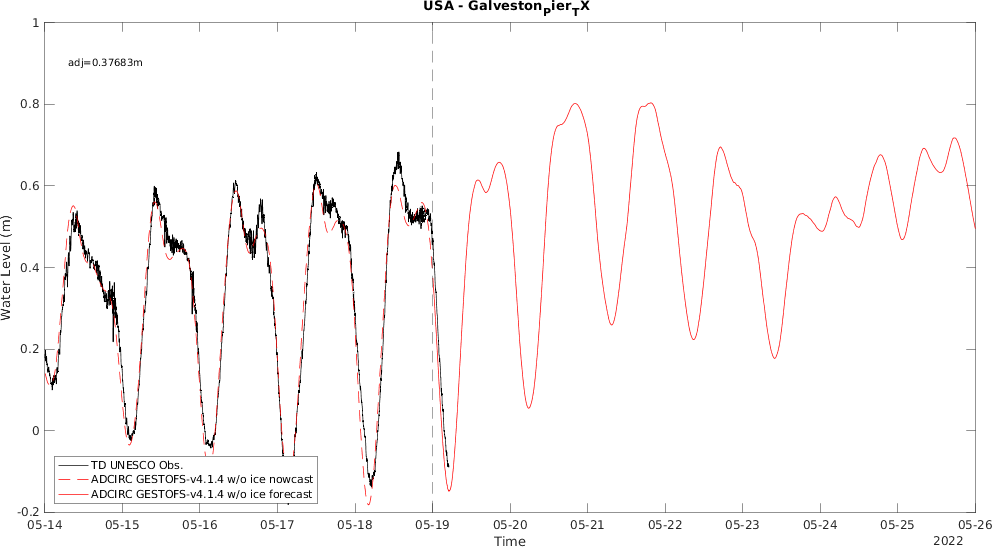 USA - GalvestonPierTX
1
0.8
0.6
0.4
0.2
0
-0.2
Water Level (m)
adj=0.37683m
TD UNESCO Obs.
ADCIRC GESTOFS-v4.1.4 w/o ice nowcast
ADCIRC GESTOFS-v4.1.4 w/o ice forecast
05-14 05-15 05-16 05-17 05-18 05-19 05-20 05-21 05-22 05-23 05-24 05-25 05-26
Time
2022